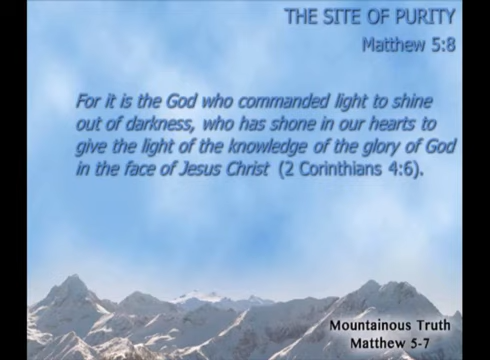 THE SITE OF PURITY
Matthew 5:8
For it is the God who commanded light to shine
out of darkness, who has shone in our hearts to
give the light of the knowledge of the glory of God
in the face of Jesus Christ (2 Corinthians 4:6).
Mountainous Truth
Matthew 5-7